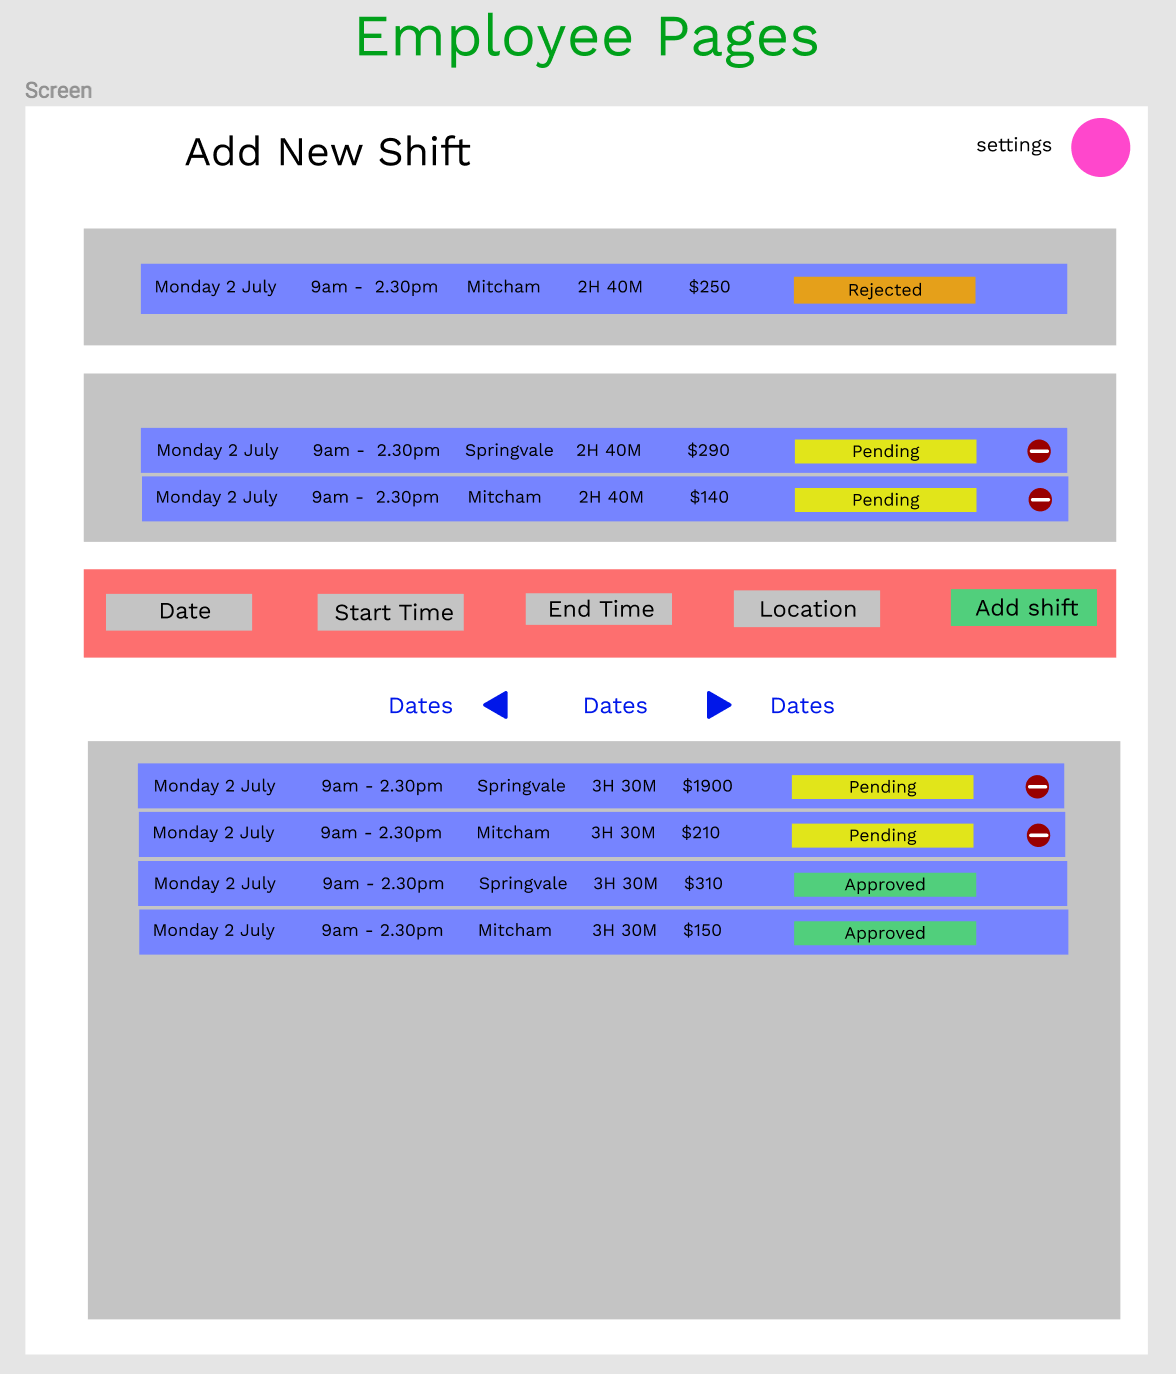 Employee Pages
Screen
Add New Shift settings
Monday 2 July 9am - 2.30pm Mitcham 2H 40M $250 Rejected
Monday 2 July 9am - 2.30pm Springvale 2H 40M $290 Pending
Monday 2 July 9am - 2.30pm Mitcham 2H 40M $140 Pending
Date Start Time End Time Location Add shift
Dates Dates Dates
Monday 2 July 9am - 2.30pm Springvale 3H 30M $1900 Pending
Monday 2 July 9am - 2.30pm Mitcham 3H 30M $210 Pending
Monday 2 July 9am - 2.30pm Springvale 3H 30M $310 Approved
Monday 2 July 9am - 2.30pm Mitcham 3H 30M $150 Approved